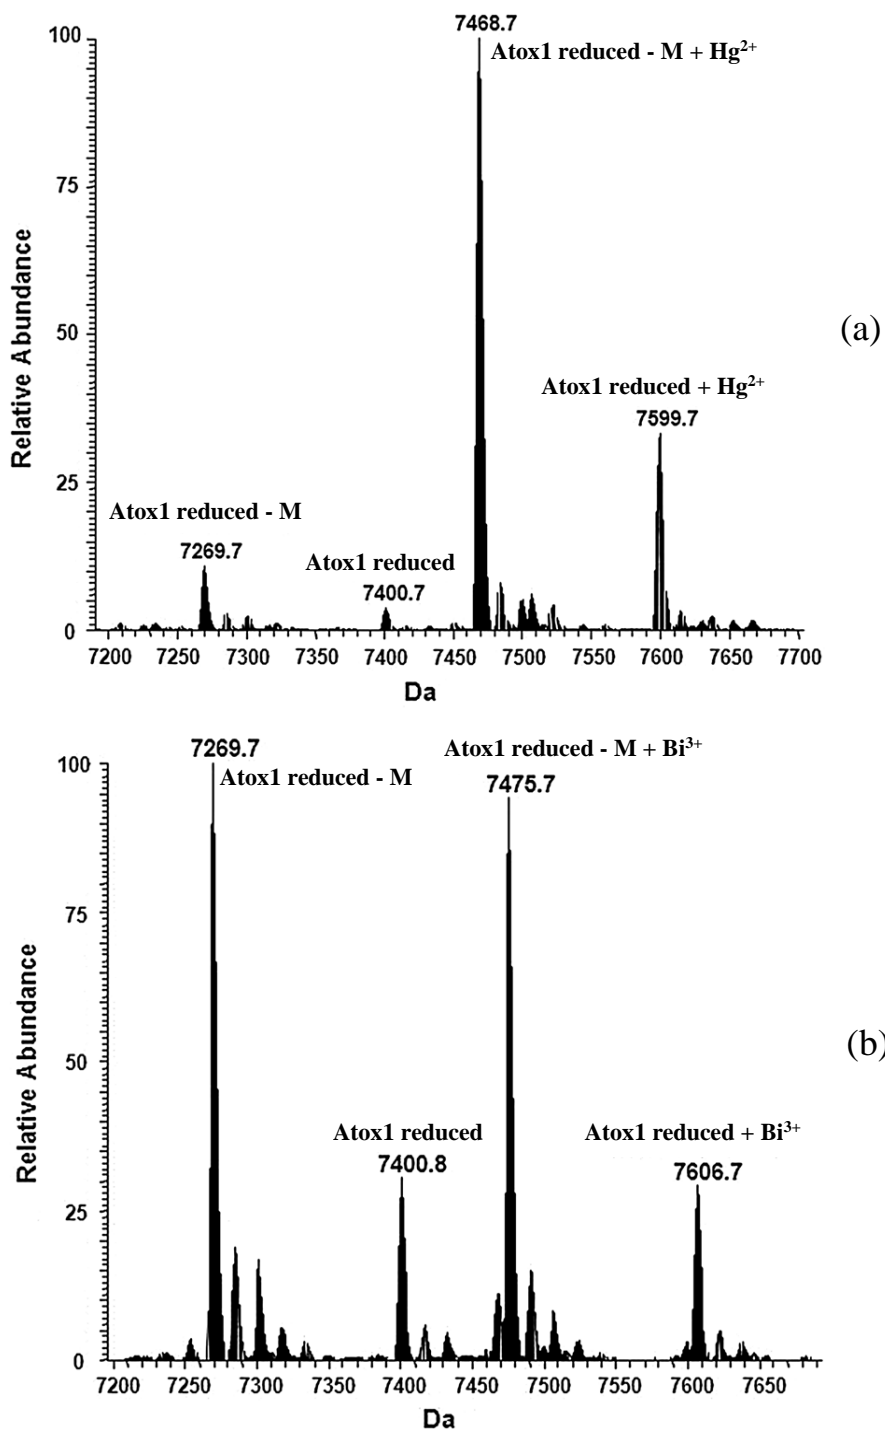 7468.7
Atox1 reduced - M + Hg²⁺
100
75
50
25
0
Relative Abundance
(a)
Atox1 reduced + Hg²⁺
7599.7
Atox1 reduced - M
7269.7
Atox1 reduced
7400.7
7200 7250 7300 7350 7400 7450 7500 7550 7600 7650 7700
Da
7269.7
Atox1 reduced - M
Atox1 reduced - M + Bi³⁺
7475.7
100
75
50
25
0
Relative Abundance
(b)
Atox1 reduced
7400.8
Atox1 reduced + Bi³⁺
7606.7
7200 7250 7300 7350 7400 7450 7500 7550 7600 7650
Da